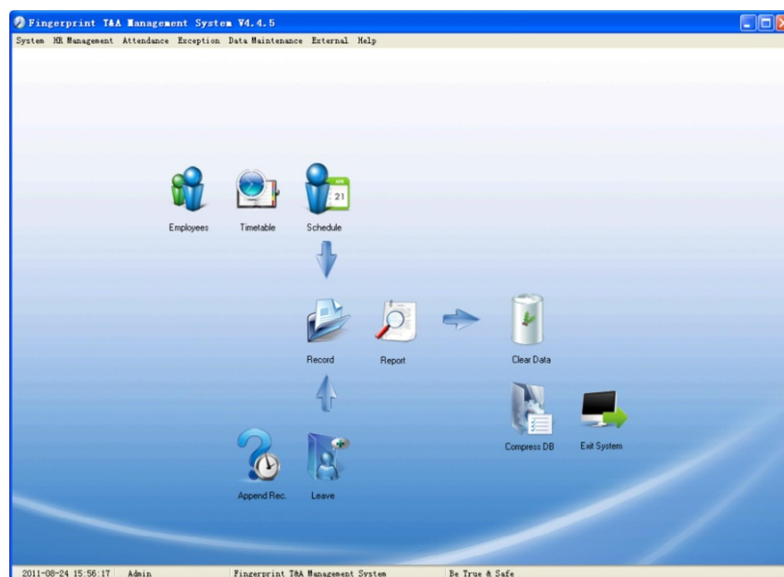 Fingerprint T&A Management System V4.4.5
System HR Management Attendance Exception Data Maintenance External Help
APR
21
Employees Timetable Schedule
Record Report Clear Data
Compress DB Exit System
Append Rec. Leave
2011-08-24 15:56:17 Admin Fingerprint T&A Management System Be True & Safe